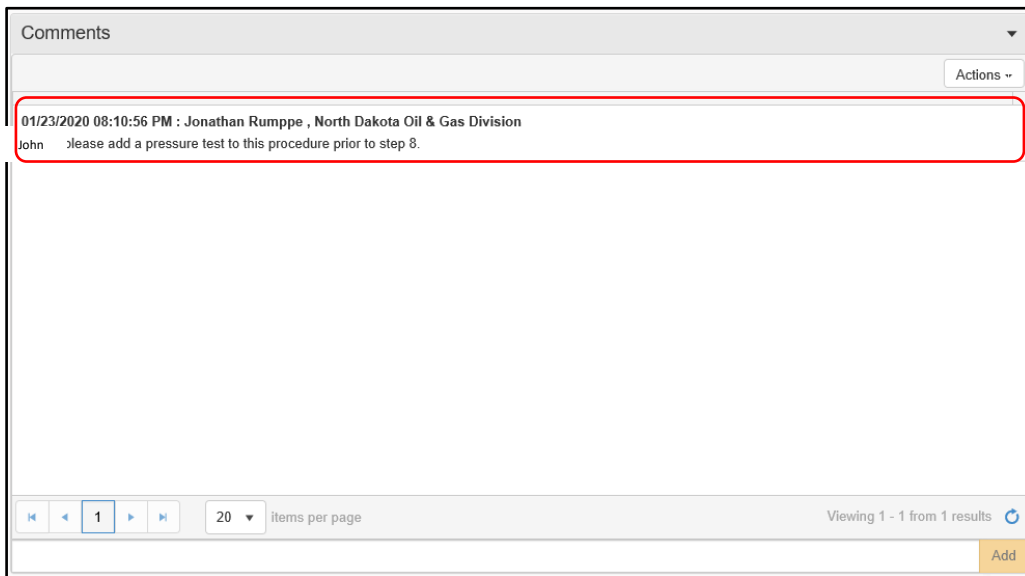 Comments
Actions
01/23/2020 08:10:56 PM : Jonathan Rumppe , North Dakota Oil & Gas Division
John please add a pressure test to this procedure prior to step 8.
1
20
items per page
Viewing 1 - 1 from 1 results
Add